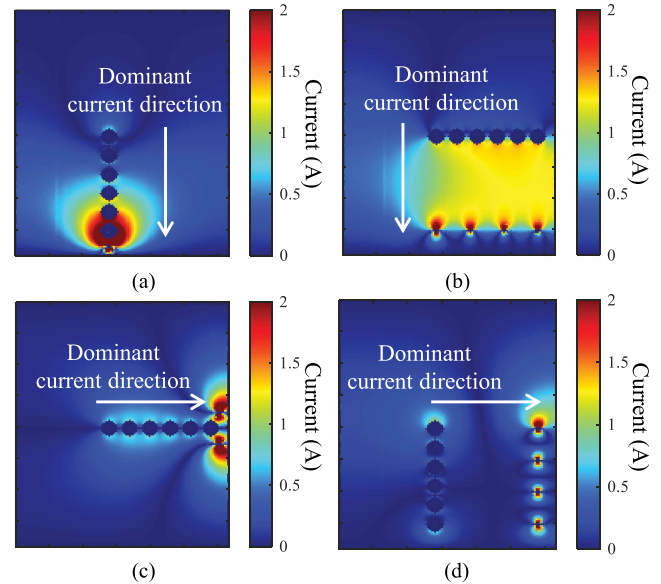 Dominant
current direction
2
1.5
1
0.5
0
Current (A)
(a)
Dominant
current direction
2
1.5
1
0.5
0
Current (A)
(b)
Dominant
current direction
2
1.5
1
0.5
0
Current (A)
(c)
Dominant
current direction
2
1.5
1
0.5
0
Current (A)
(d)